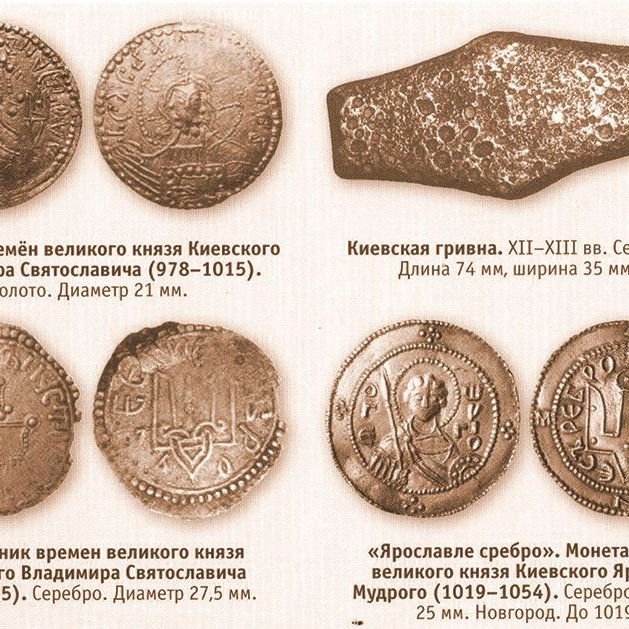 емён великого князя Киевского
ра Святославича (978–1015).
олото. Диаметр 21 мм.
Киевская гривна. XII–XIII вв. Се
Длина 74 мм, ширина 35 мм
ник времен великого князя
го Владимира Святославича
5). Серебро. Диаметр 27,5 мм.
«Ярославле сребро». Монета
великого князя Киевского Яр
Мудрого (1019–1054). Серебро
25 мм. Новгород. До 1019